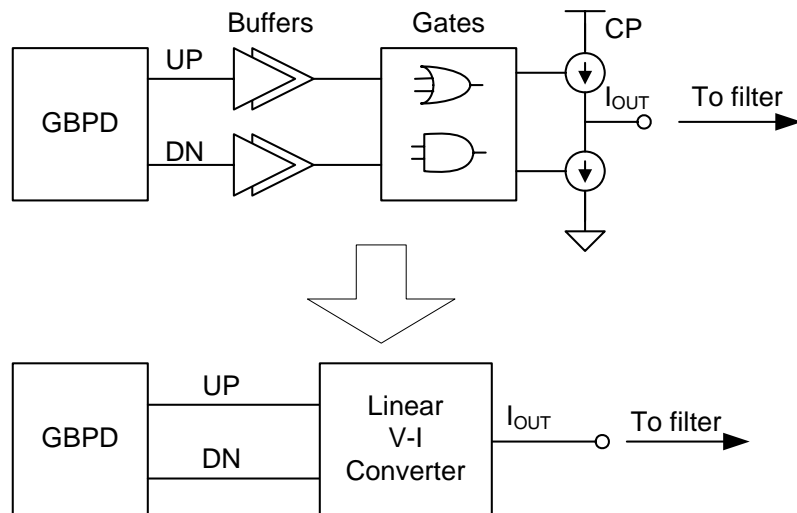 Buffers
Gates
CP
UP
GBPD
I_OUT
To filter
DN
UP
GBPD
Linear
V-I
Converter
I_OUT
To filter
DN